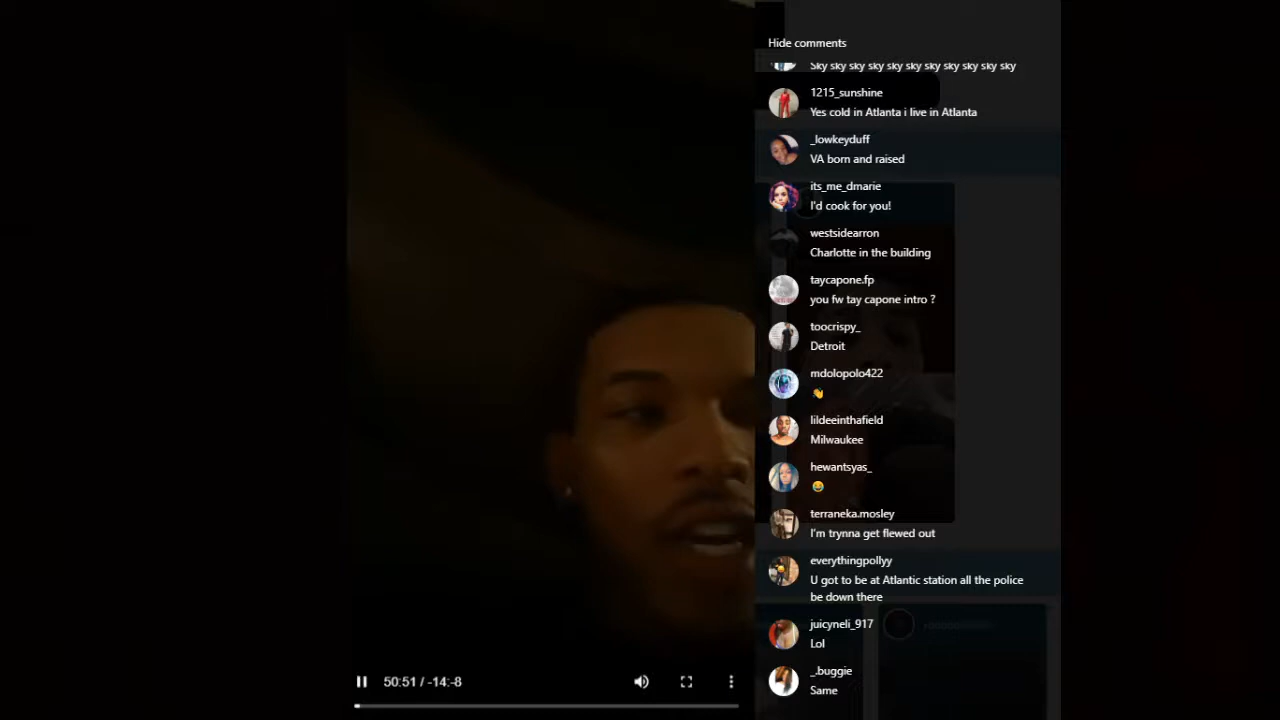 Hide comments
Sky sky sky sky sky sky sky sky sky sky sky
1215_sunshine
Yes cold in Atlanta i live in Atlanta
_lowkeyduff
VA born and raised
its_me_dmarie
I'd cook for you!
westsidearron
Charlotte in the building
taycapone.fp
you fw tay capone intro ?
toocrispy_
Detroit
mdolopolo422
👏
lildeeinthafield
Milwaukee
hewantsyas_
😂
terraneka.mosley
I'm trynna get flewed out
everythingpollyy
U got to be at Atlantic station all the police
be down there
juicyneli_917
Lol
_.buggie
Same
50:51 / -14:-8